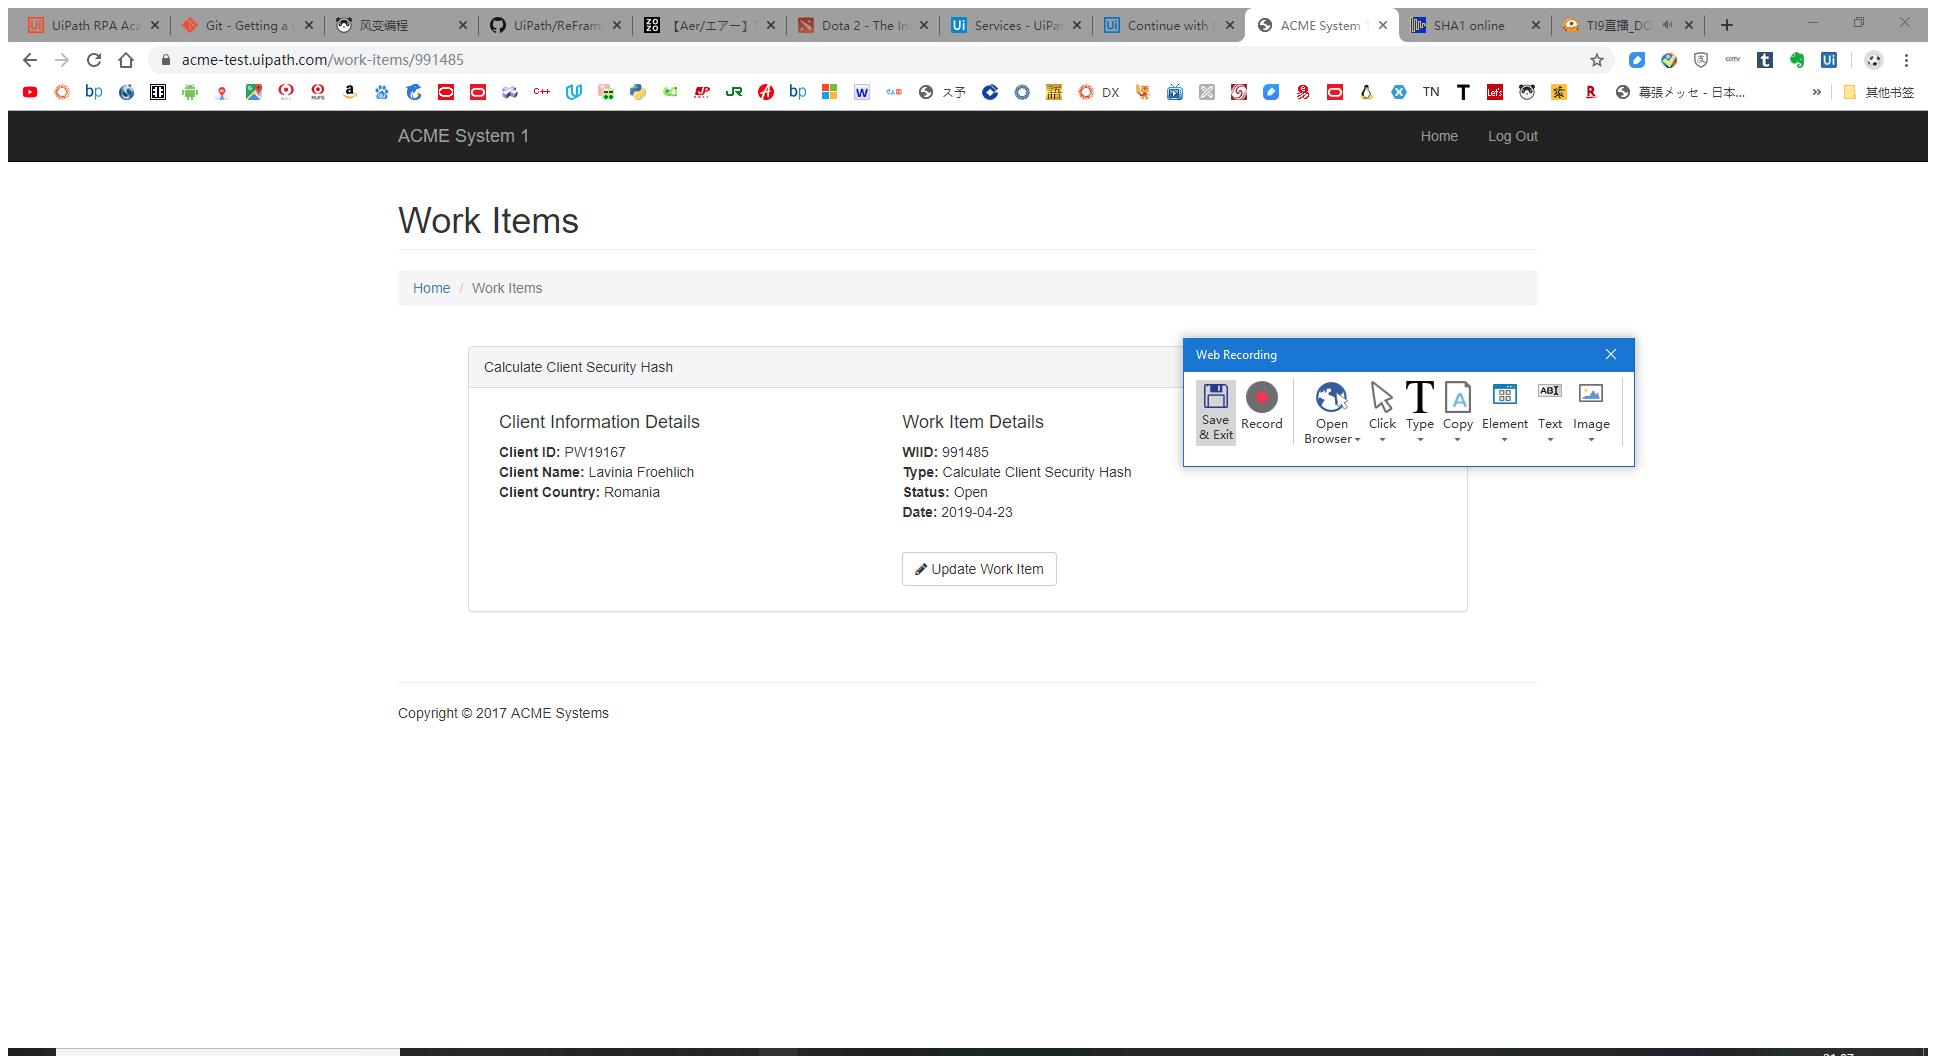 UiPath RPA Aca
Git - Getting a
风变编程
UiPath/ReFram
【Aer/エアー】T
Dota 2 - The In
Services - UiPat
Continue with
ACME System
SHA1 online
TI9直播_DO
acme-test.uipath.com/work-items/991485
bp
bp
ス予
DX
TN
幕張メッセ - 日本...
»
其他书签
ACME System 1
Home
Log Out
Work Items
Home / Work Items
Calculate Client Security Hash
Client Information Details
Client ID: PW19167
Client Name: Lavinia Froehlich
Client Country: Romania
Work Item Details
WIID: 991485
Type: Calculate Client Security Hash
Status: Open
Date: 2019-04-23
Update Work Item
Web Recording
Save & Exit
Record
Open Browser
Click
Type
Copy
Element
Text
Image
Copyright © 2017 ACME Systems